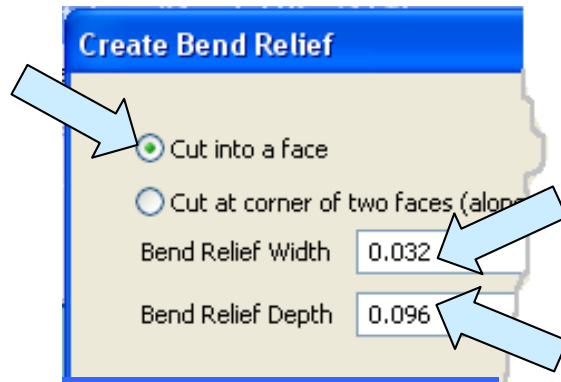 Create Bend Relief
Cut into a face
Cut at corner of two faces (along
Bend Relief Width 0.032
Bend Relief Depth 0.096